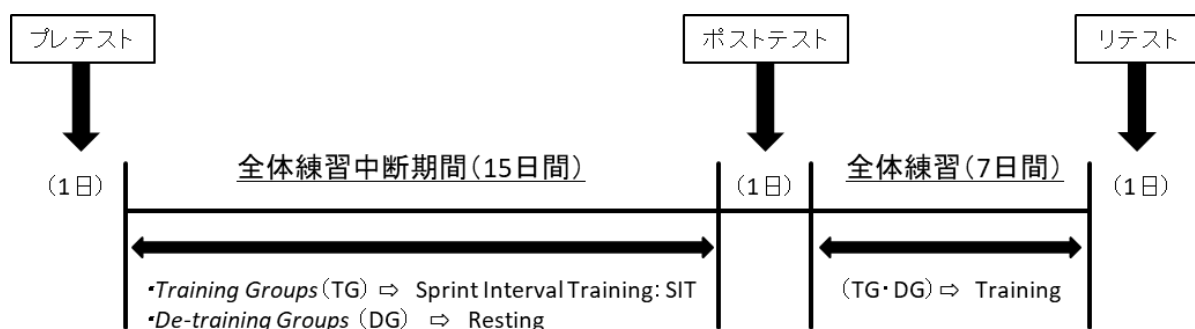 プレテスト
ポストテスト
リテスト
(1日)
全体練習中断期間(15日間)
(1日)
全体練習(7日間)
(1日)
・Training Groups(TG) ⇨ Sprint Interval Training: SIT
・De-training Groups (DG) ⇨ Resting
(TG・DG)⇨ Training